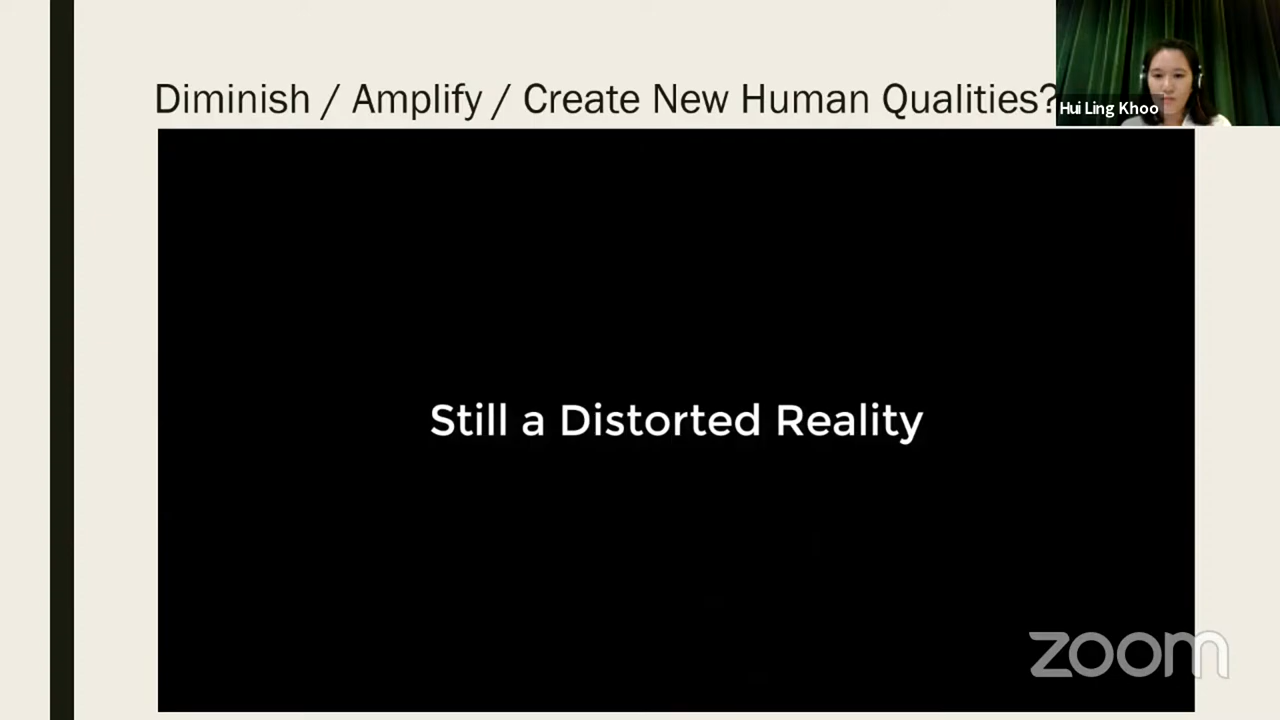 Diminish / Amplify / Create New Human Qualities?
Hui Ling Khoo
Still a Distorted Reality
zoom